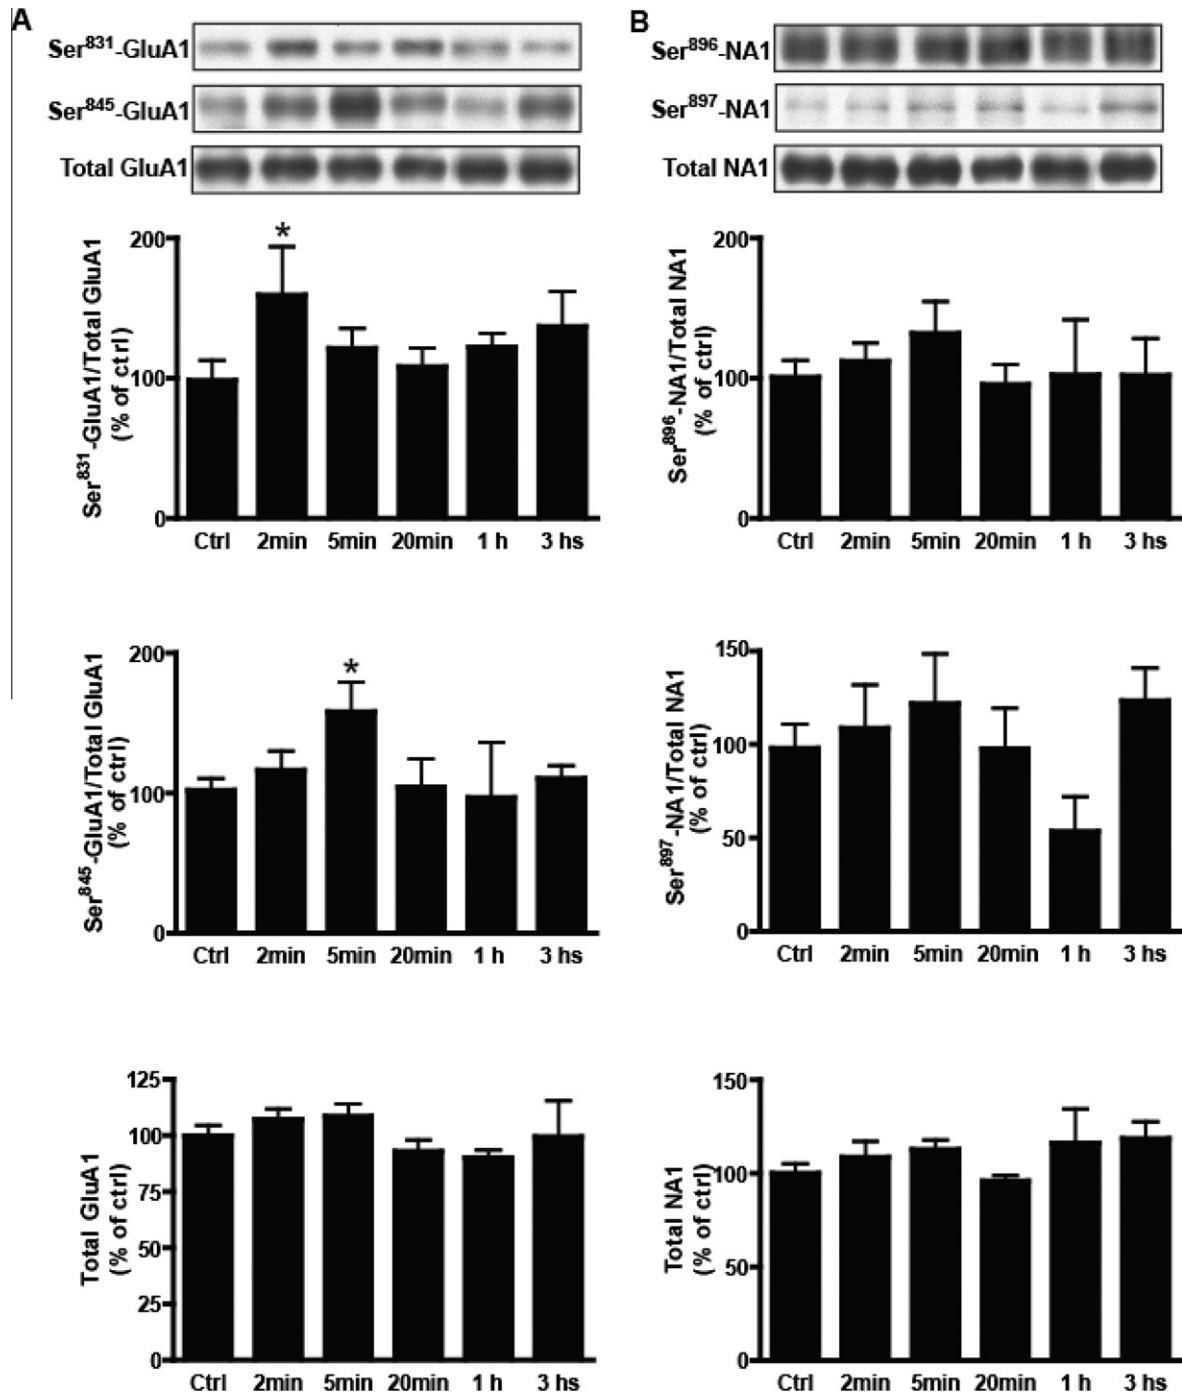 A
Ser831-GluA1
Ser845-GluA1
Total GluA1
Ser831-GluA1/Total GluA1
(% of ctrl)
200
*
100
0
Ctrl 2min 5min 20min 1 h 3 hs
Ser845-GluA1/Total GluA1
(% of ctrl)
200
*
100
0
Ctrl 2min 5min 20min 1 h 3 hs
Total GluA1
(% of ctrl)
125
100
75
50
25
0
Ctrl 2min 5min 20min 1 h 3 hs
B
Ser896-NA1
Ser897-NA1
Total NA1
Ser896-NA1/Total NA1
(% of ctrl)
200
100
0
Ctrl 2min 5min 20min 1 h 3 hs
Ser897-NA1/Total NA1
(% of ctrl)
150
100
50
0
Ctrl 2min 5min 20min 1 h 3 hs
Total NA1
(% of ctrl)
150
100
50
0
Ctrl 2min 5min 20min 1 h 3 hs